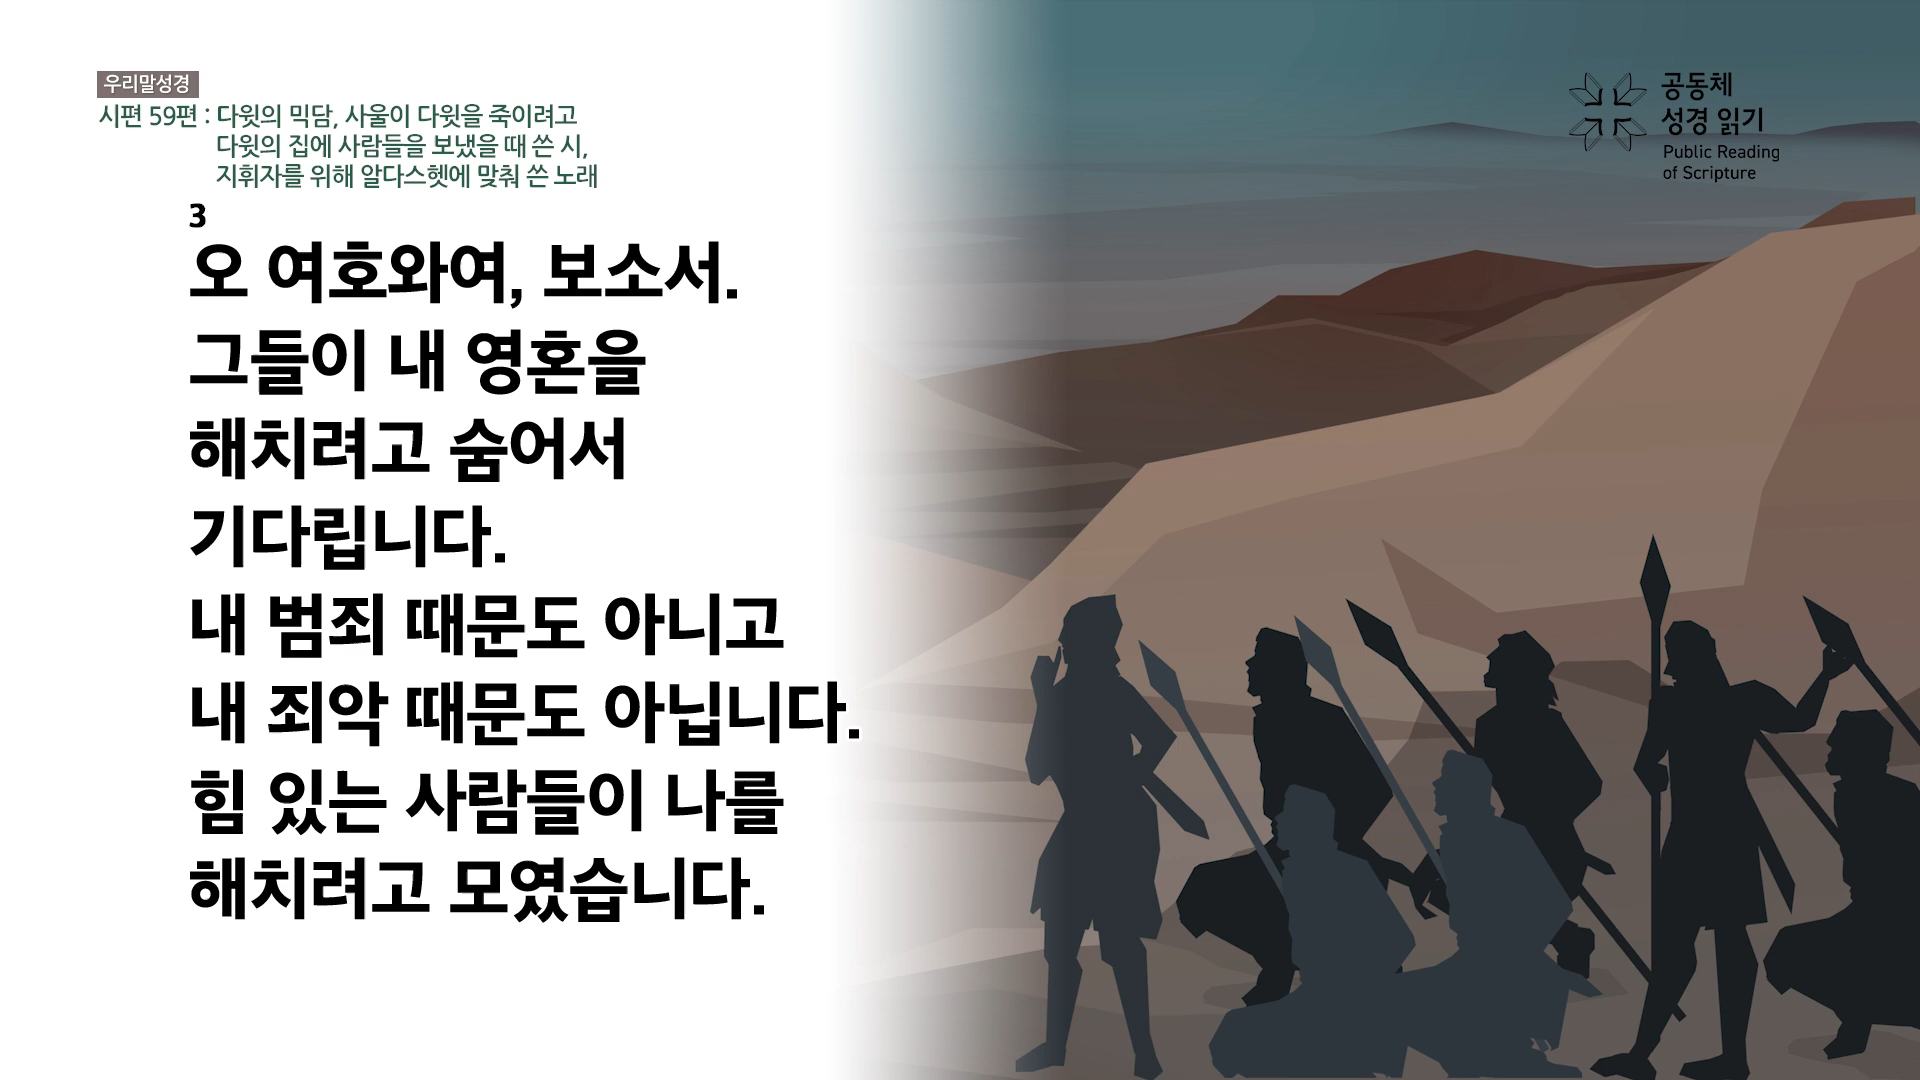 우리말성경
시편 59편 : 다윗의 믹담, 사울이 다윗을 죽이려고
다윗의 집에 사람들을 보냈을 때 쓴 시,
지휘자를 위해 알다스헷에 맞춰 쓴 노래
3
오 여호와여, 보소서.
그들이 내 영혼을
해치려고 숨어서
기다립니다.
내 범죄 때문도 아니고
내 죄악 때문도 아닙니다.
힘 있는 사람들이 나를
해치려고 모였습니다.
공동체
성경 읽기
Public Reading
of Scripture